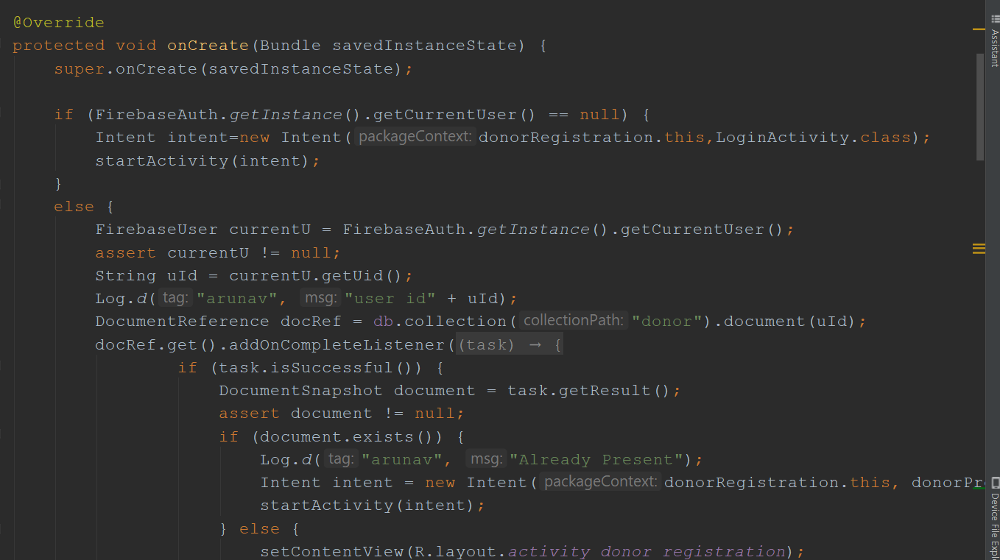 @Override
protected void onCreate(Bundle savedInstanceState) {
super.onCreate(savedInstanceState);
if (FirebaseAuth.getInstance().getCurrentUser() == null) {
Intent intent=new Intent( packageContext: donorRegistration.this,LoginActivity.class);
startActivity(intent);
}
else {
FirebaseUser currentU = FirebaseAuth.getInstance().getCurrentUser();
assert currentU != null;
String uId = currentU.getUid();
Log.d( tag: "arunav", msg: "user id" + uId);
DocumentReference docRef = db.collection( collectionPath: "donor").document(uId);
docRef.get().addOnCompleteListener((task) → {
if (task.isSuccessful()) {
DocumentSnapshot document = task.getResult();
assert document != null;
if (document.exists()) {
Log.d( tag: "arunav", msg: "Already Present");
Intent intent = new Intent( packageContext: donorRegistration.this, donorPr
startActivity(intent);
} else {
setContentView(R.layout.activity_donor_registration);
Assistant
Device File Expl